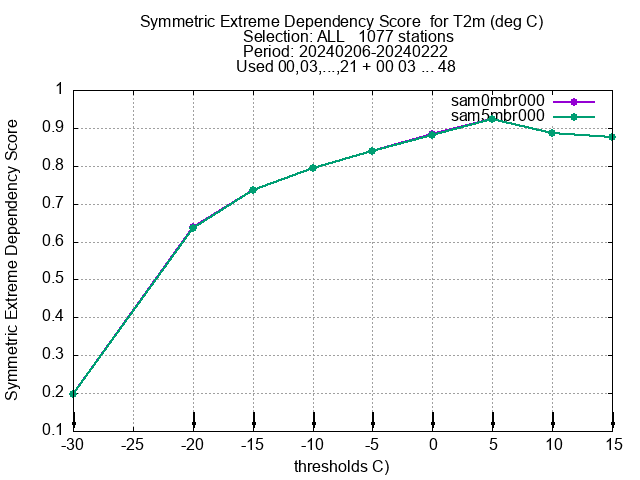 Symmetric Extreme Dependency Score  for T2m (deg C)
Selection: ALL   1077 stations
Period: 20240206-20240222
Used 00,03,...,21 + 00 03 ... 48
sam0mbr000
sam5mbr000
Symmetric Extreme Dependency Score
1
0.9
0.8
0.7
0.6
0.5
0.4
0.3
0.2
0.1
-30 -25 -20 -15 -10 -5 0 5 10 15
thresholds C)